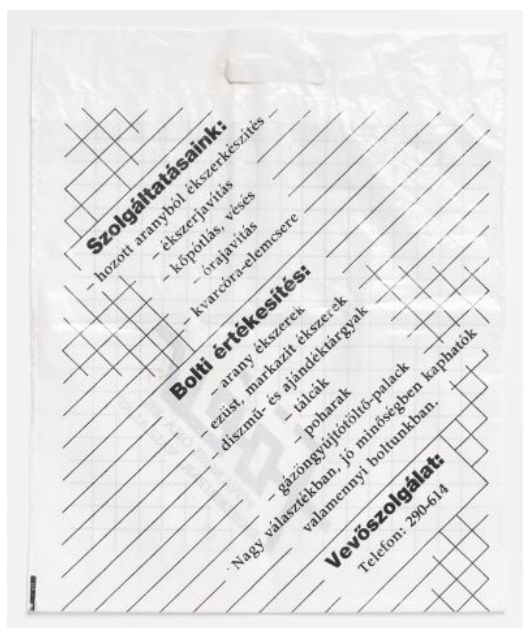 Szolgáltatásaink:
- hozott aranyból ékszerkészítés
- ékszerjavítás
- kőpótlás, vésés
- órajavítás
- kvarcóra-elemcsere
Bolti értékesítés:
- arany ékszerek
- ezüst, markazit ékszerek
- díszmű- és ajándéktárgyak
- tálcák
- poharak
- gázöngyújtótöltő-palack
- Nagy választékban, jó minőségben kaphatók
valamennyi boltunkban.
Vevőszolgálat:
Telefon: 290-614